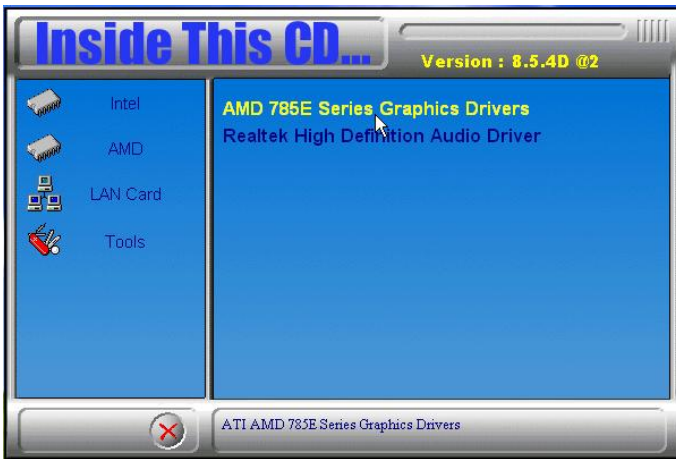 Inside This CD...
Version : 8.5.4D @2
Intel
AMD
LAN Card
Tools
AMD 785E Series Graphics Drivers
Realtek High Definition Audio Driver
ATI AMD 785E Series Graphics Drivers